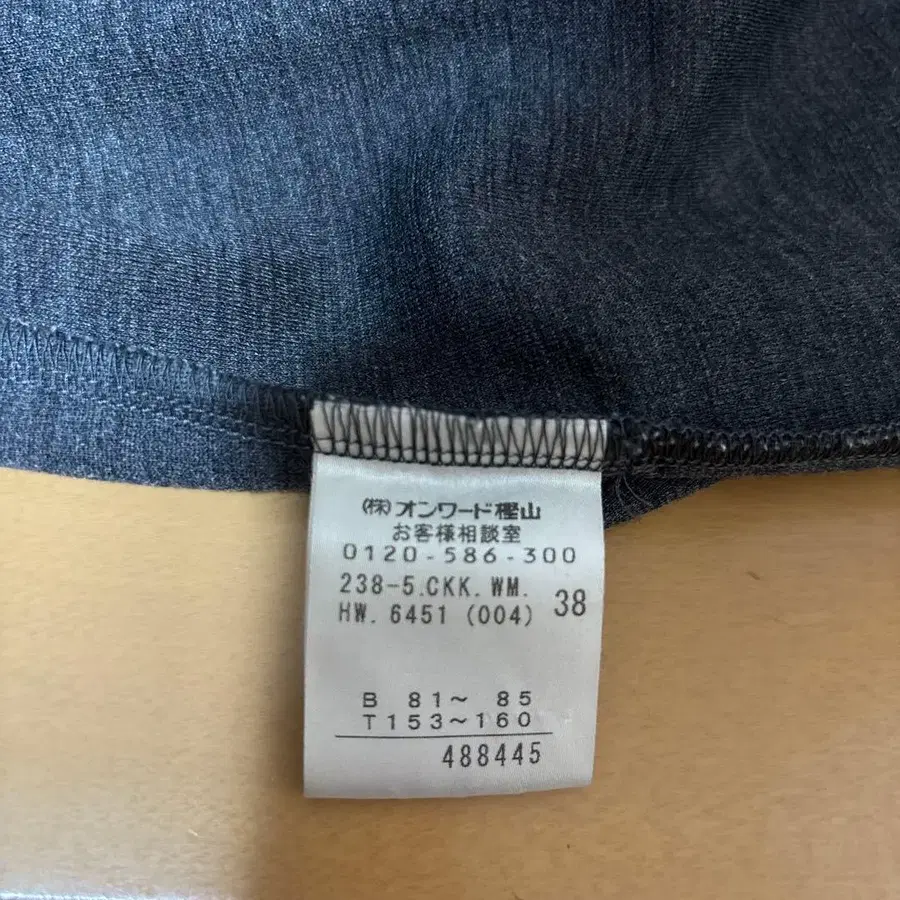 (株)オンワード樫山
お客様相談室
0120-586-300
238-5.CKK.WM.
HW.6451 (004) 38
B 81～ 85
T153～160
488445